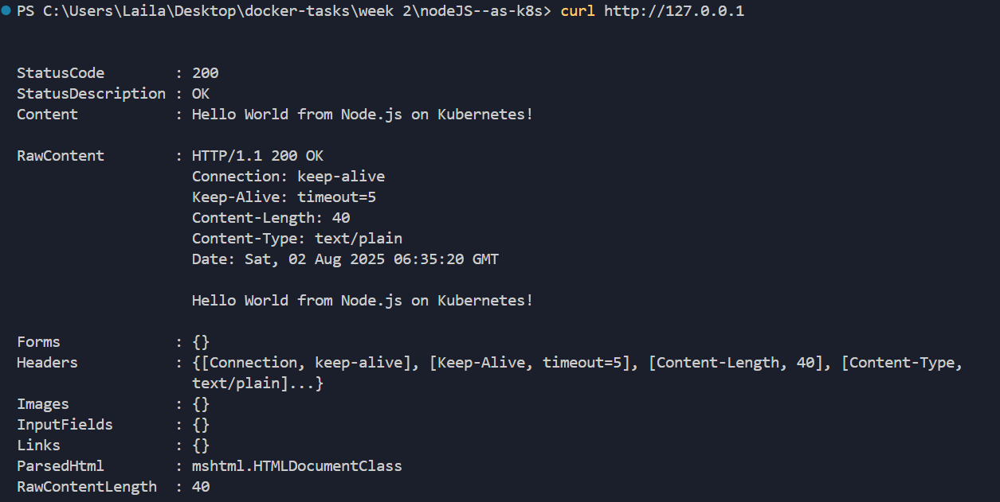 PS C:\Users\Laila\Desktop\docker-tasks\week 2\nodeJS--as-k8s> curl http://127.0.0.1
StatusCode        : 200
StatusDescription : OK
Content           : Hello World from Node.js on Kubernetes!
RawContent        : HTTP/1.1 200 OK
                    Connection: keep-alive
                    Keep-Alive: timeout=5
                    Content-Length: 40
                    Content-Type: text/plain
                    Date: Sat, 02 Aug 2025 06:35:20 GMT
                    Hello World from Node.js on Kubernetes!
Forms             : {}
Headers           : {[Connection, keep-alive], [Keep-Alive, timeout=5], [Content-Length, 40], [Content-Type,
                    text/plain]...}
Images            : {}
InputFields       : {}
Links             : {}
ParsedHtml        : mshtml.HTMLDocumentClass
RawContentLength  : 40